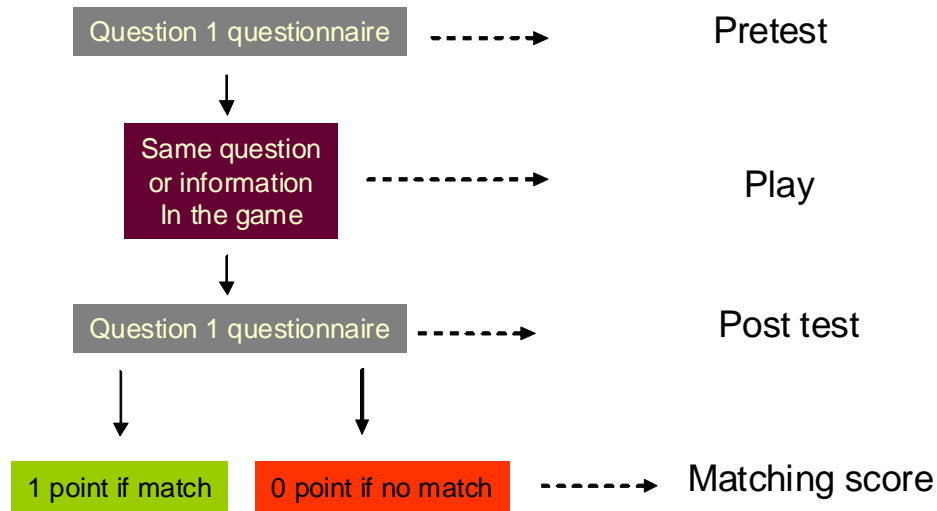 Question 1 questionnaire
Pretest
Same question
or information
In the game
Play
Question 1 questionnaire
Post test
1 point if match
0 point if no match
Matching score